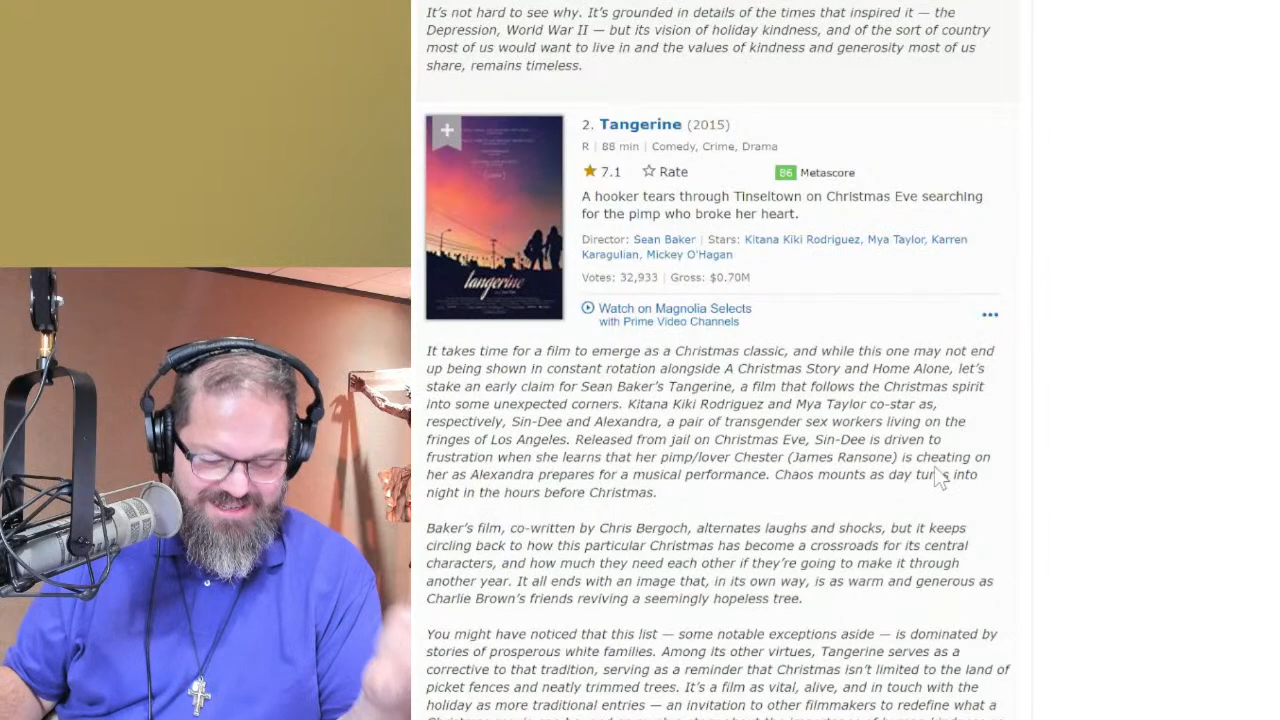 It's not hard to see why. It's grounded in details of the times that inspired it — the
Depression, World War II — but its vision of holiday kindness, and of the sort of country
most of us would want to live in and the values of kindness and generosity most of us
share, remains timeless.
2. Tangerine (2015)
R | 88 min | Comedy, Crime, Drama
7.1 Rate 86 Metascore
A hooker tears through Tinseltown on Christmas Eve searching
for the pimp who broke her heart.
Director: Sean Baker | Stars: Kitana Kiki Rodriguez, Mya Taylor, Karren
Karagulian, Mickey O'Hagan
Votes: 32,933 | Gross: $0.70M
tangerine
Watch on Magnolia Selects
with Prime Video Channels
It takes time for a film to emerge as a Christmas classic, and while this one may not end
up being shown in constant rotation alongside A Christmas Story and Home Alone, let's
stake an early claim for Sean Baker's Tangerine, a film that follows the Christmas spirit
into some unexpected corners. Kitana Kiki Rodriguez and Mya Taylor co-star as,
respectively, Sin-Dee and Alexandra, a pair of transgender sex workers living on the
fringes of Los Angeles. Released from jail on Christmas Eve, Sin-Dee is driven to
frustration when she learns that her pimp/lover Chester (James Ransone) is cheating on
her as Alexandra prepares for a musical performance. Chaos mounts as day turns into
night in the hours before Christmas.
Baker's film, co-written by Chris Bergoch, alternates laughs and shocks, but it keeps
circling back to how this particular Christmas has become a crossroads for its central
characters, and how much they need each other if they're going to make it through
another year. It all ends with an image that, in its own way, is as warm and generous as
Charlie Brown's friends reviving a seemingly hopeless tree.
You might have noticed that this list — some notable exceptions aside — is dominated by
stories of prosperous white families. Among its other virtues, Tangerine serves as a
corrective to that tradition, serving as a reminder that Christmas isn't limited to the land of
picket fences and neatly trimmed trees. It's a film as vital, alive, and in touch with the
holiday as more traditional entries — an invitation to other filmmakers to redefine what a